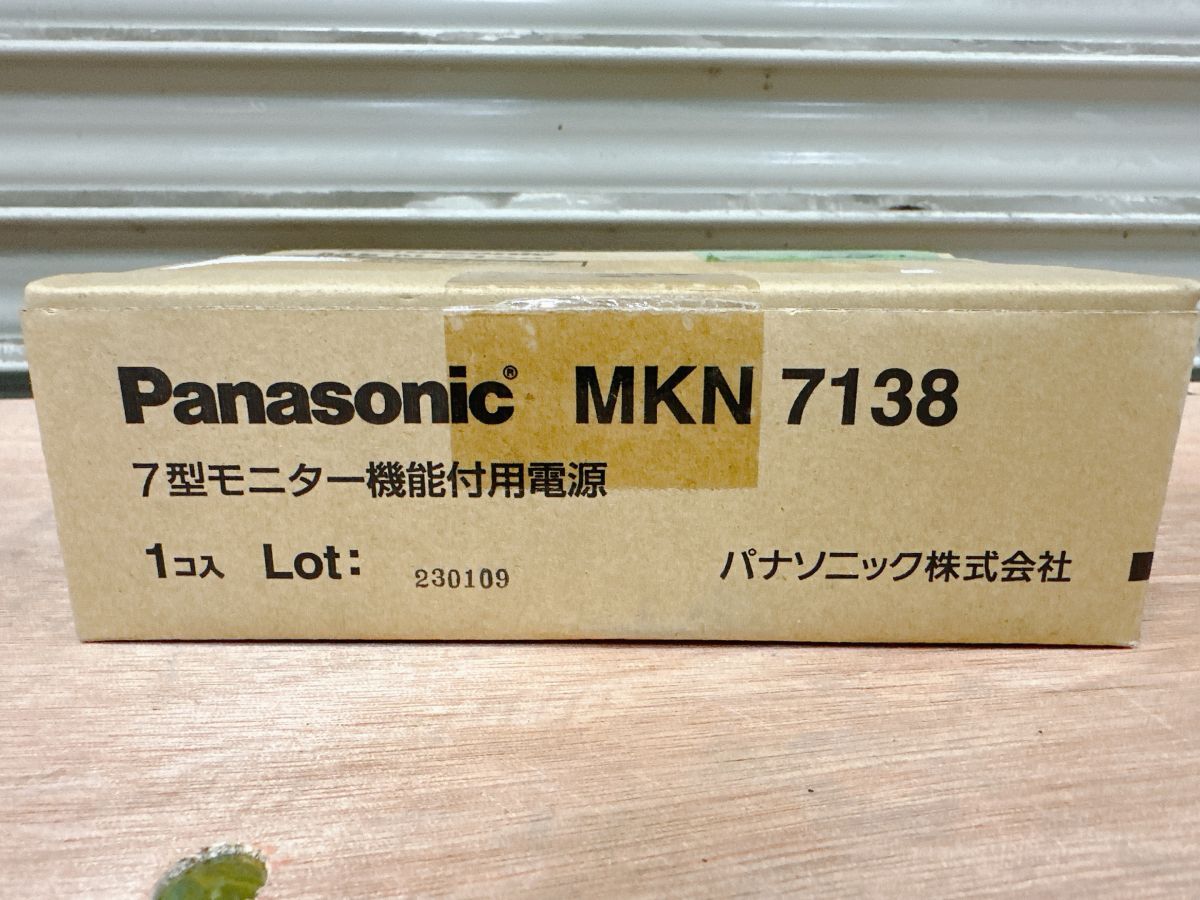 Panasonic® MKN 7138
7型モニター機能付用電源
1コ入 Lot: 230109 パナソニック株式会社